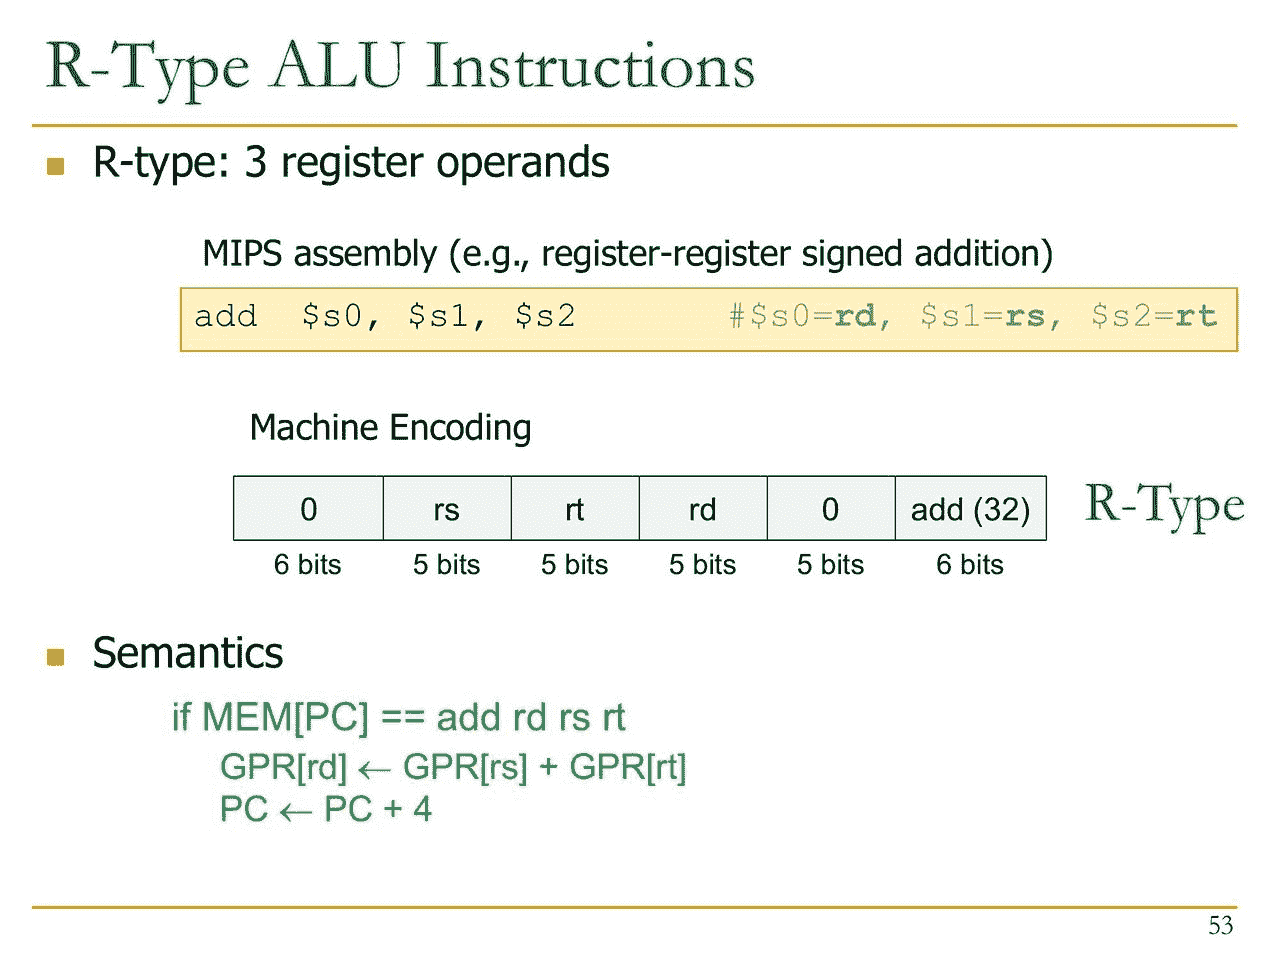 R-Type ALU Instructions
R-type: 3 register operands
MIPS assembly (e.g., register-register signed addition)
add $s0, $s1, $s2 #$s0=rd, $s1=rs, $s2=rt
Machine Encoding
0 rs rt rd 0 add (32) R-Type
6 bits 5 bits 5 bits 5 bits 5 bits 6 bits
Semantics
if MEM[PC] == add rd rs rt
GPR[rd] ← GPR[rs] + GPR[rt]
PC ← PC + 4
53